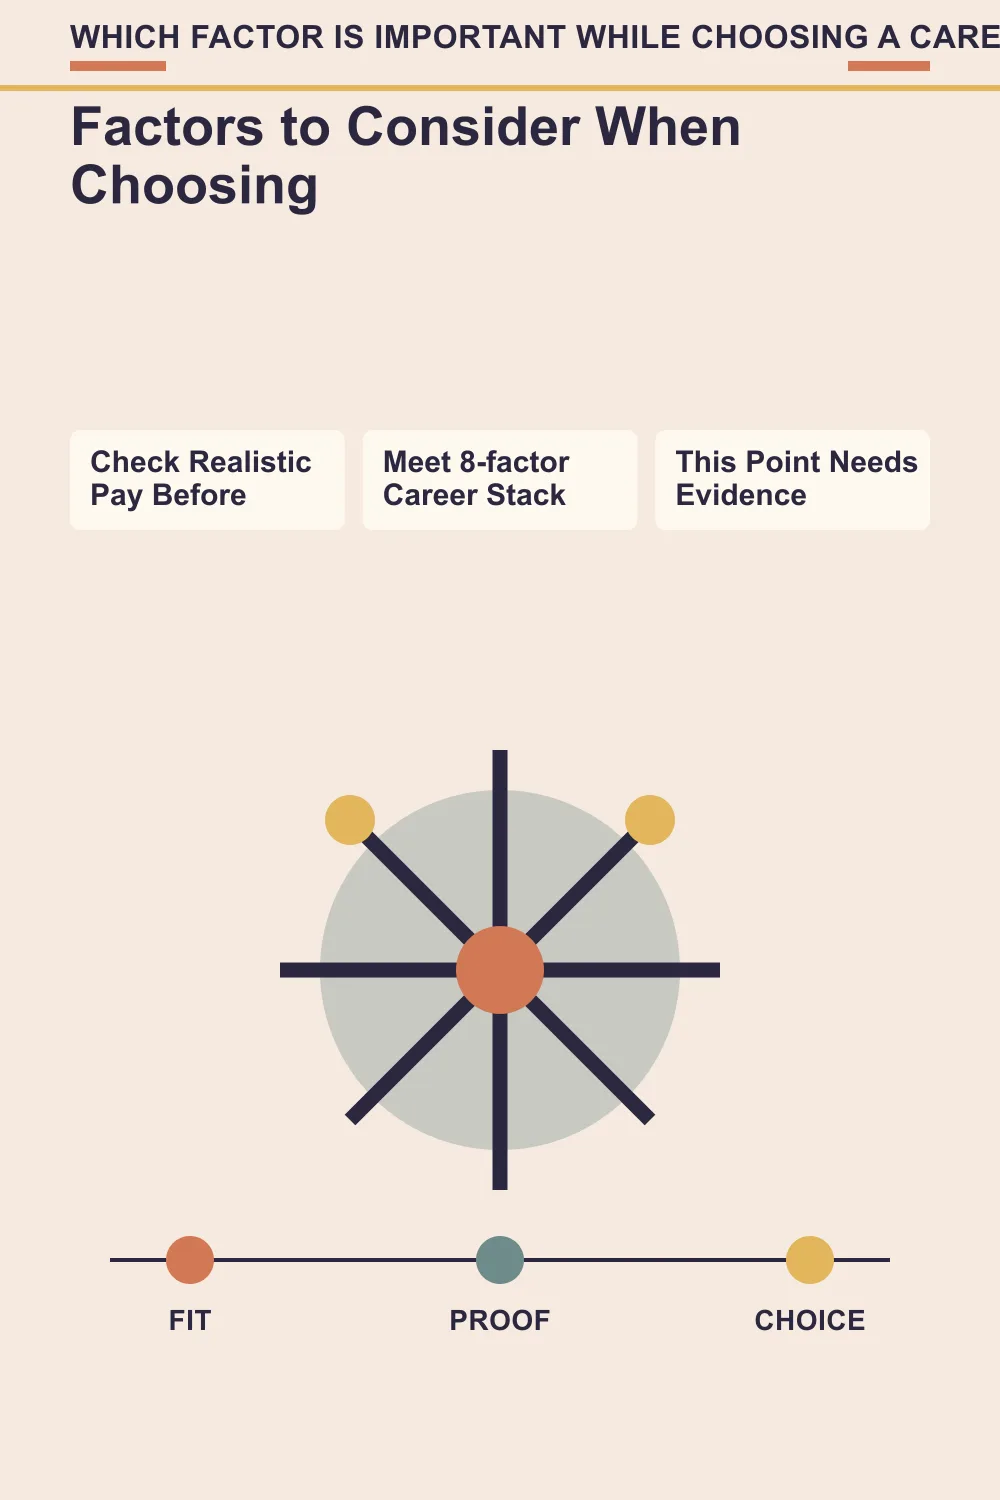 WHICH FACTOR IS IMPORTANT WHILE CHOOSING A CARE
Factors to Consider When
Choosing
Check Realistic
Pay Before
Meet 8-factor
Career Stack
This Point Needs
Evidence
FIT
PROOF
CHOICE